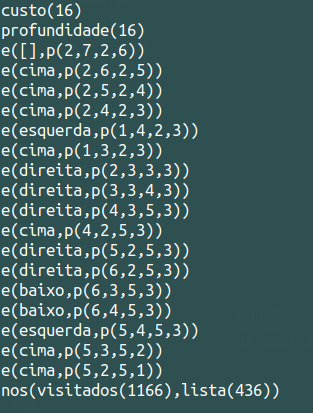 custo(16)
profundidade(16)
e([],p(2,7,2,6))
e(cima,p(2,6,2,5))
e(cima,p(2,5,2,4))
e(cima,p(2,4,2,3))
e(esquerda,p(1,4,2,3))
e(cima,p(1,3,2,3))
e(direita,p(2,3,3,3))
e(direita,p(3,3,4,3))
e(direita,p(4,3,5,3))
e(cima,p(4,2,5,3))
e(direita,p(5,2,5,3))
e(direita,p(6,2,5,3))
e(baixo,p(6,3,5,3))
e(baixo,p(6,4,5,3))
e(esquerda,p(5,4,5,3))
e(cima,p(5,3,5,2))
e(cima,p(5,2,5,1))
nos(visitados(1166),lista(436))